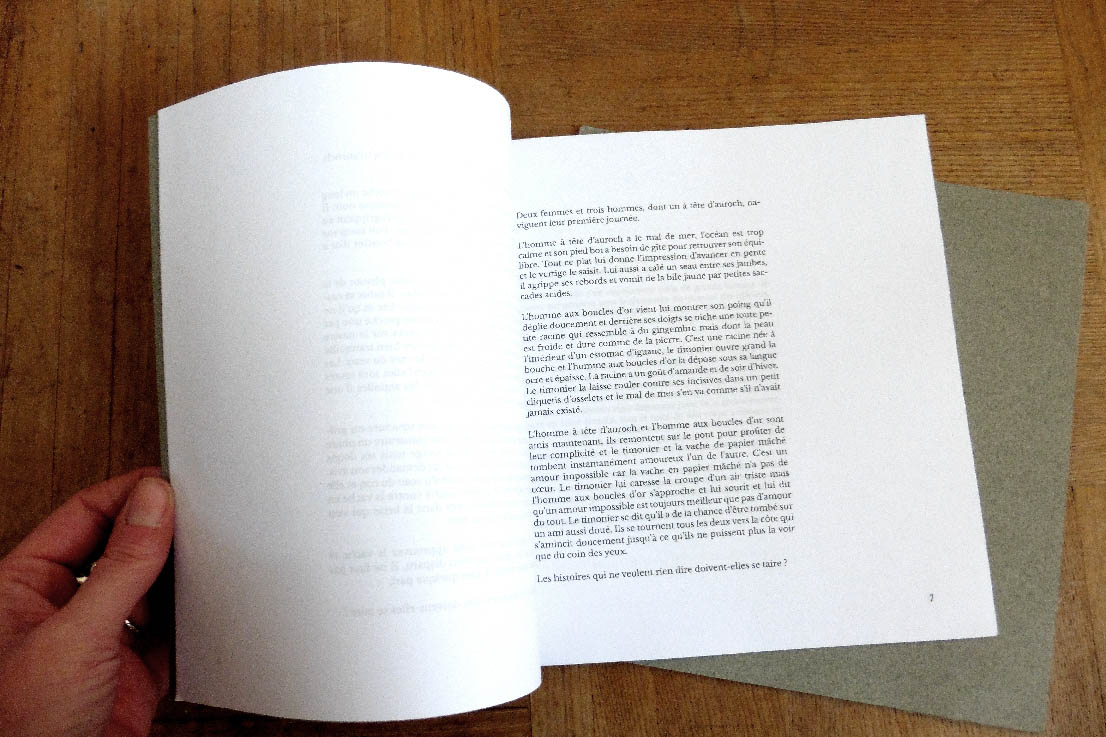 Deux femmes et trois hommes, dont un à tête d'auroch, na-
viguent leur première journée.
L'homme à tête d'auroch a le mal de mer, l'océan est trop
calme et son pied bot a besoin de gîte pour retrouver son équi-
libre. Tout ce plat lui donne l'impression d'avancer en pente
et le vertige le saisit. Lui aussi a calé un seau entre ses jambes,
il agrippe ses rebords et vomit de la bile jaune par petites sac-
cades acides.
L'homme aux boucles d'or vient lui montrer son poing qu'il
déplie doucement et derrière ses doigts se niche une toute pe-
tite racine qui ressemble à du gingembre mais dont la peau
est froide et dure comme de la pierre. C'est une racine née à
l'intérieur d'un estomac d'iguane, le timonier ouvre grand la
bouche et l'homme aux boucles d'or la dépose sous sa langue
ocre et épaisse. La racine a un goût d'amande et de soir d'hiver.
Le timonier la laisse rouler contre ses incisives dans un petit
cliquetis d'osselets et le mal de mer s'en va comme s'il n'avait
jamais existé.
L'homme à tête d'auroch et l'homme aux boucles d'or sont
amis maintenant, ils remontent sur le pont pour profiter de
leur complicité et le timonier et la vache de papier mâché
tombent instantanément amoureux l'un de l'autre. C'est un
amour impossible car la vache en papier mâché n'a pas de
cœur. Le timonier lui caresse la croupe d'un air triste mais
l'homme aux boucles d'or s'approche et lui sourit et lui dit
qu'un amour impossible est toujours meilleur que pas d'amour
du tout. Le timonier se dit qu'il a de la chance d'être tombé sur
un ami aussi doué. Ils se tournent tous les deux vers la côte qui
s'amincit doucement jusqu'à ce qu'ils ne puissent plus la voir
que du coin des yeux.
Les histoires qui ne veulent rien dire doivent-elles se taire ?
7